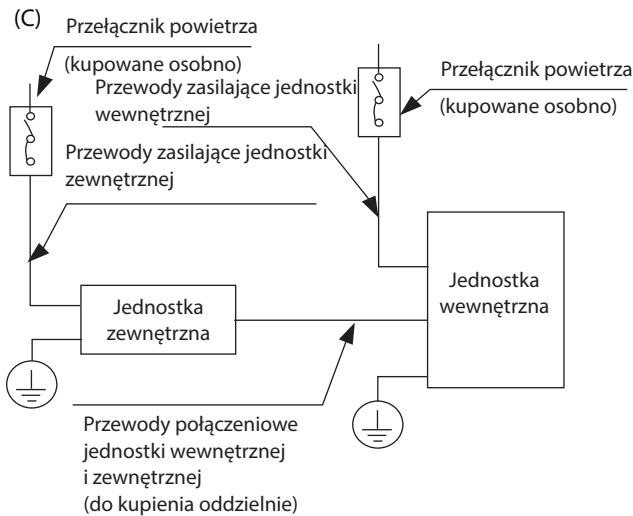 (C)
Przełącznik powietrza
(kupowane osobno)
Przewody zasilające jednostki
wewnętrznej
Przełącznik powietrza
(kupowane osobno)
Przewody zasilające jednostki
zewnętrznej
Jednostka
zewnętrzna
Jednostka
wewnętrzna
Przewody połączeniowe
jednostki wewnętrznej
i zewnętrznej
(do kupienia oddzielnie)